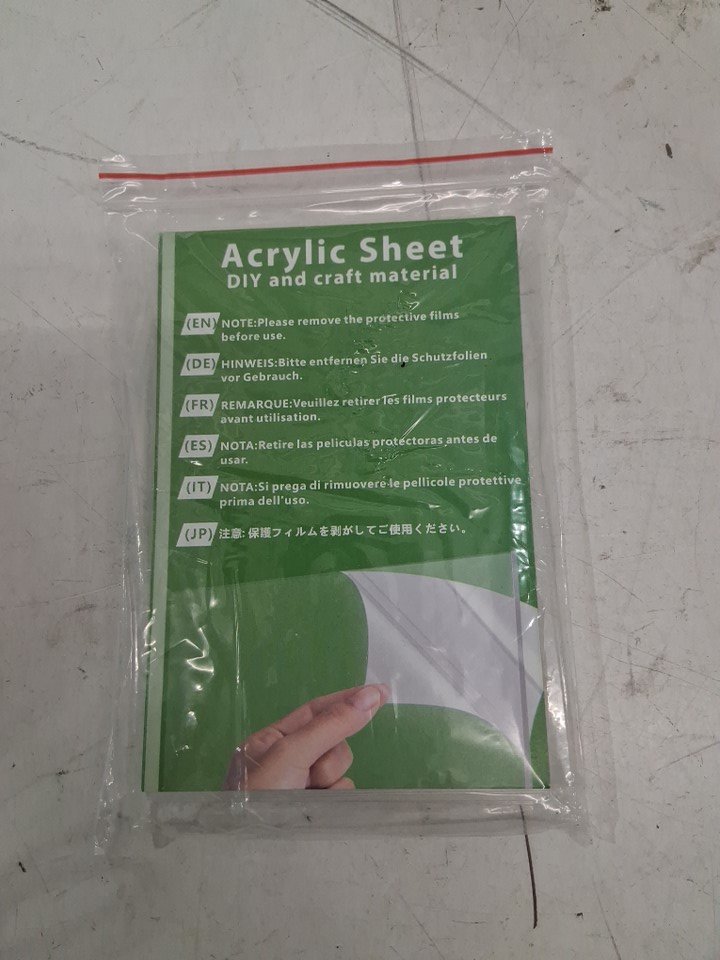 Acrylic Sheet
DIY and craft material
(EN) NOTE:Please remove the protective films
before use.
(DE) HINWEIS:Bitte entfernen Sie die Schutzfolien
vor Gebrauch.
(FR) REMARQUE:Veuillez retirer les films protecteurs
avant utilisation.
(ES) NOTA:Retire las peliculas protectoras antes de
usar.
(IT) NOTA:Si prega di rimuovere le pellicole protettive
prima dell'uso.
(JP) 注意: 保護フィルムを剥がしてご使用ください。